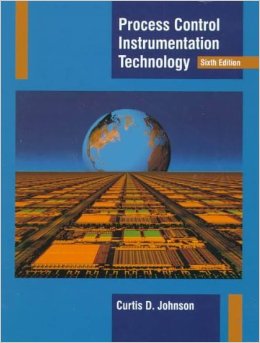 Process Control
Instrumentation
Technology
Sixth Edition
Curtis D. Johnson